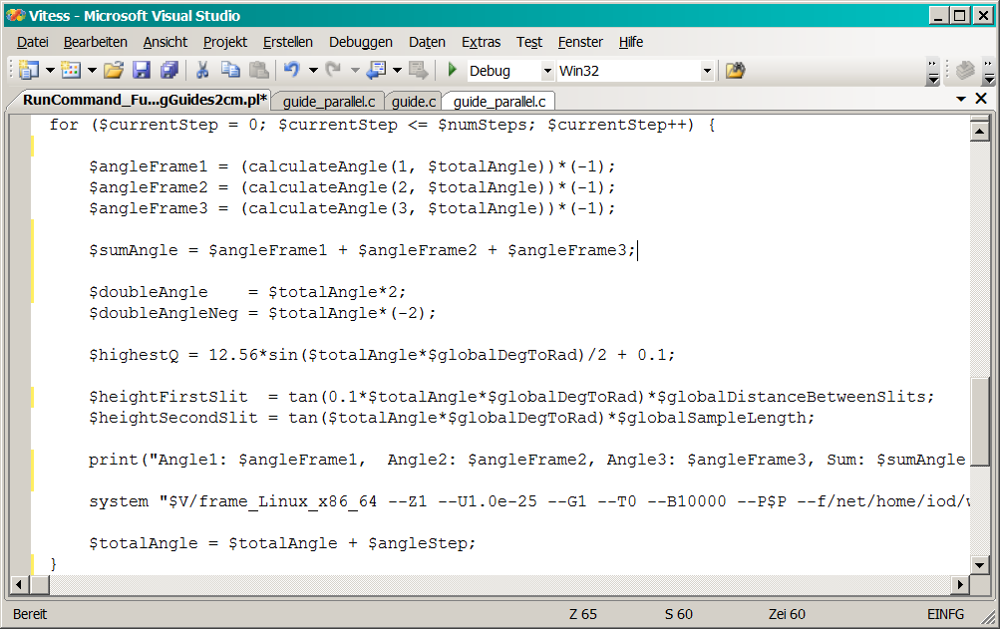 Vitess - Microsoft Visual Studio
Datei Bearbeiten Ansicht Projekt Erstellen Debuggen Daten Extras Test Fenster Hilfe
Debug Win32
RunCommand_Fu...gGuides2cm.pl* guide_parallel.c guide.c guide_parallel.c
for ($currentStep = 0; $currentStep <= $numSteps; $currentStep++) {
$angleFrame1 = (calculateAngle(1, $totalAngle))*(-1);
$angleFrame2 = (calculateAngle(2, $totalAngle))*(-1);
$angleFrame3 = (calculateAngle(3, $totalAngle))*(-1);
$sumAngle = $angleFrame1 + $angleFrame2 + $angleFrame3;
$doubleAngle    = $totalAngle*2;
$doubleAngleNeg = $totalAngle*(-2);
$highestQ = 12.56*sin($totalAngle*$globalDegToRad)/2 + 0.1;
$heightFirstSlit  = tan(0.1*$totalAngle*$globalDegToRad)*$globalDistanceBetweenSlits;
$heightSecondSlit = tan($totalAngle*$globalDegToRad)*$globalSampleLength;
print("Angle1: $angleFrame1,  Angle2: $angleFrame2, Angle3: $angleFrame3, Sum: $sumAngle
system "$V/frame_Linux_x86_64 --Z1 --U1.0e-25 --G1 --T0 --B10000 --P$P --f/net/home/iod/v
$totalAngle = $totalAngle + $angleStep;
}
Bereit Z 65 S 60 Zei 60 EINFG